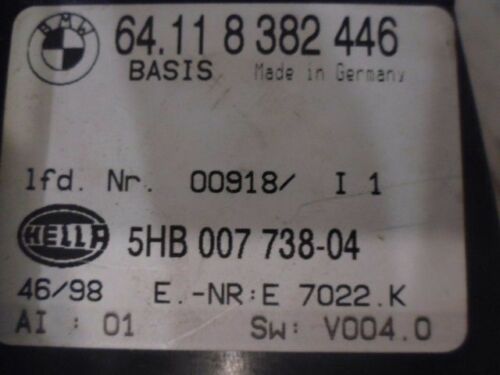 BMW 64.11 8 382 446
BASIS Made in Germany
lfd. Nr. 00918/ I 1
HELLA 5HB 007 738-04
46/98 E.-NR:E 7022.K
AI : 01 Sw: V004.0